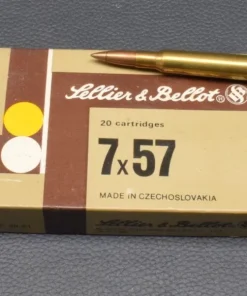 Sellier & Bellot®
20 cartridges
7x57
MADE IN CZECHOSLOVAKIA